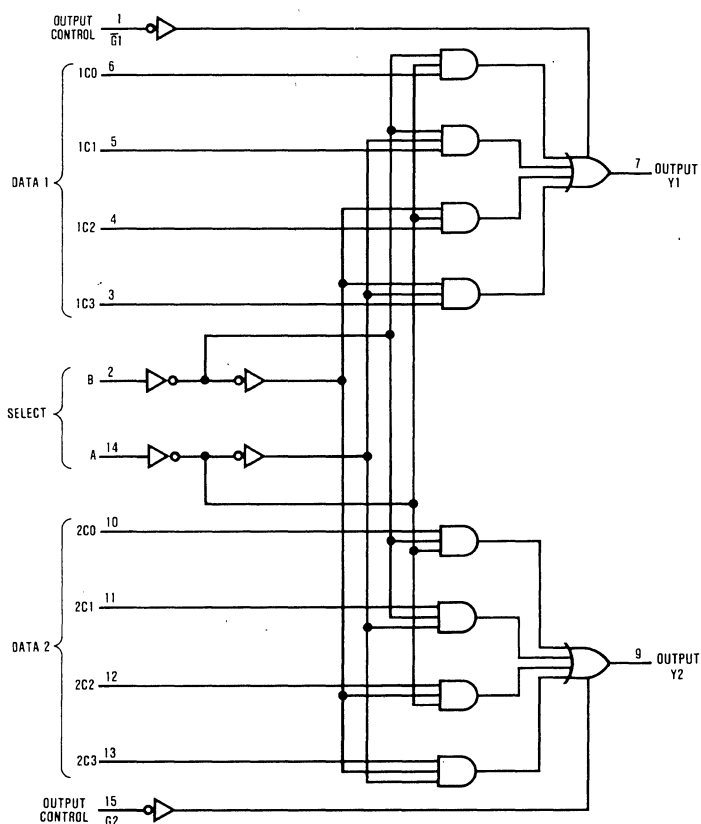 OUTPUT 1
CONTROL G1
1C0 6
1C1 5
DATA 1
1C2 4
1C3 3
7 OUTPUT
Y1
B 2
SELECT
A 14
2C0 10
2C1 11
DATA 2
2C2 12
2C3 13
9 OUTPUT
Y2
OUTPUT 15
CONTROL G2